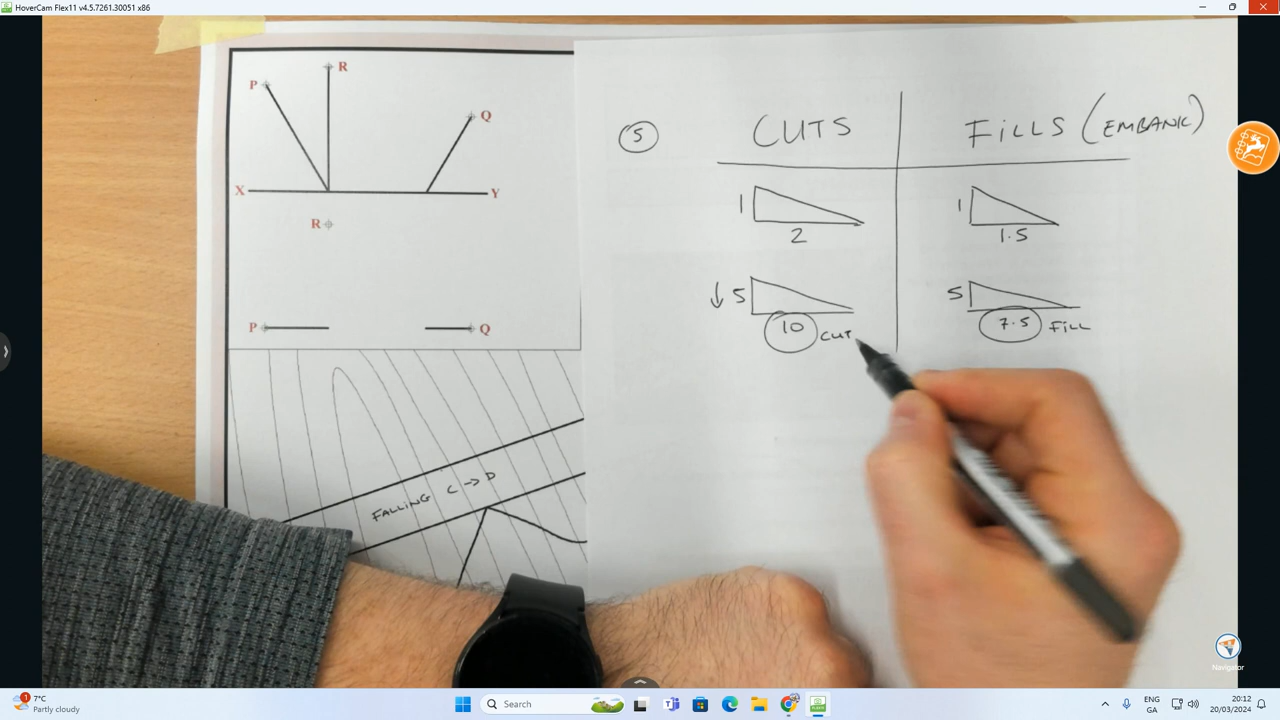 HoverCam Flex11 v4.5.7261.30051 x86
P
R
Q
X
Y
R
P
Q
FALLING C → D
5
CUTS
FILLS (EMBANK)
1
2
1
1.5
↓ 5
10 CUT
5
7.5 FILL
Navigator
1
7°C
Partly cloudy
Search
ENG
GA
20:12
20/03/2024